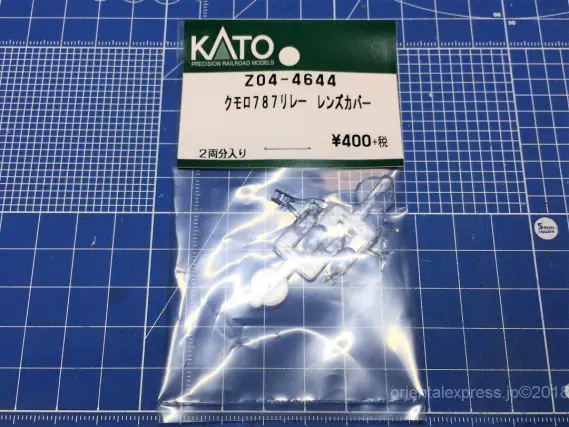 KATO
PRECISION RAILROAD MODELS
Z04-4644
クモロ787リレー レンズカバー
¥400+税
2両分入り
orientalexpress.jp©2018